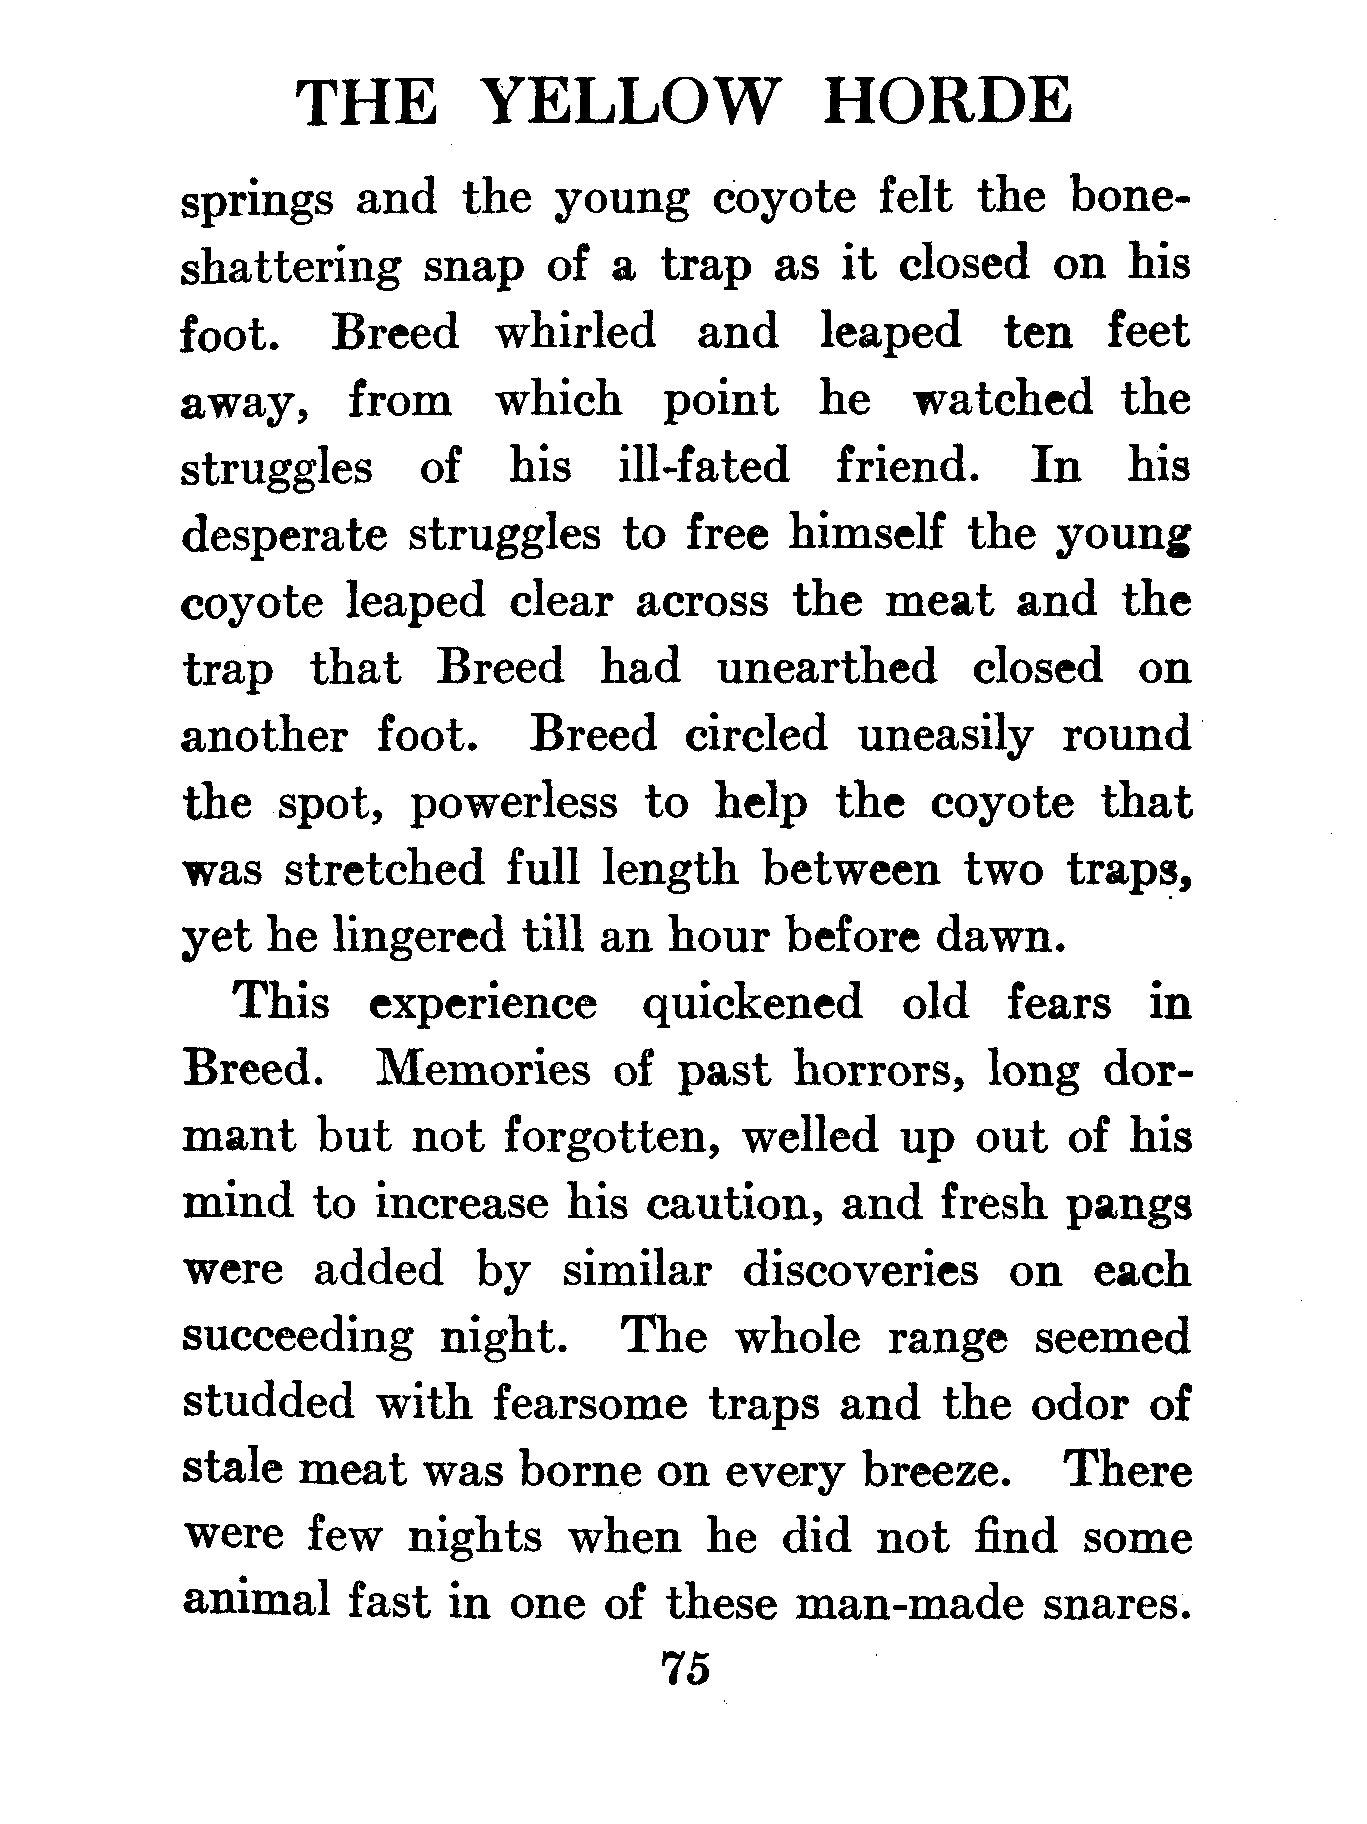 THE YELLOW HORDE
springs and the young coyote felt the bone-
shattering snap of a trap as it closed on his
foot. Breed whirled and leaped ten feet
away, from which point he watched the
struggles of his ill-fated friend. In his
desperate struggles to free himself the young
coyote leaped clear across the meat and the
trap that Breed had unearthed closed on
another foot. Breed circled uneasily round
the spot, powerless to help the coyote that
was stretched full length between two traps,
yet he lingered till an hour before dawn.
This experience quickened old fears in
Breed. Memories of past horrors, long dor-
mant but not forgotten, welled up out of his
mind to increase his caution, and fresh pangs
were added by similar discoveries on each
succeeding night. The whole range seemed
studded with fearsome traps and the odor of
stale meat was borne on every breeze. There
were few nights when he did not find some
animal fast in one of these man-made snares.
75